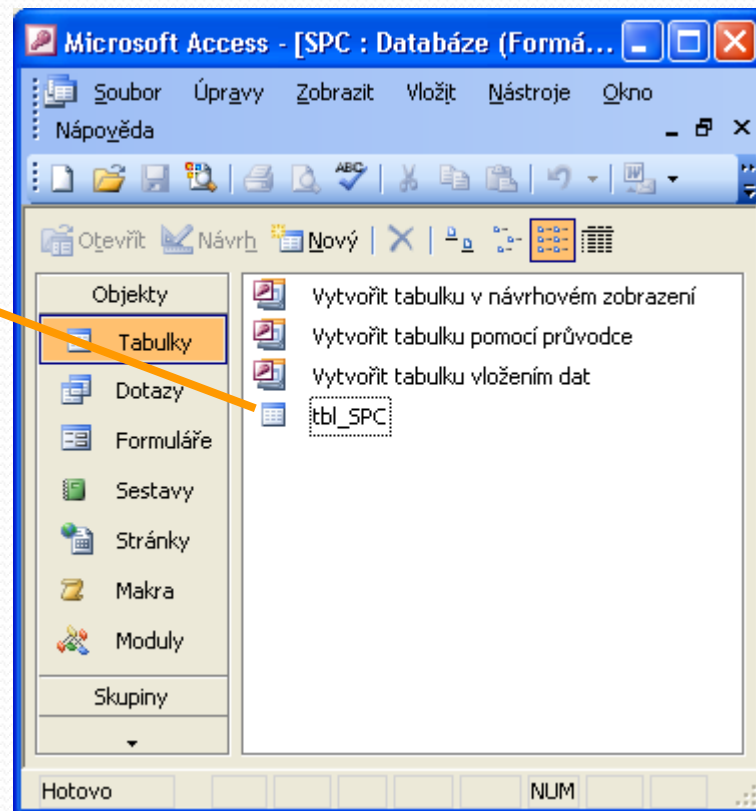 Microsoft Access - [SPC : Databáze (Formá...
Soubor Úpravy Zobrazit Vložit Nástroje Okno
Nápověda
ABC
W
Otevřít Návrh Nový
Objekty
Tabulky
Dotazy
Formuláře
Sestavy
Stránky
Makra
Moduly
Skupiny
Vytvořit tabulku v návrhovém zobrazení
Vytvořit tabulku pomocí průvodce
Vytvořit tabulku vložením dat
tbl_SPC
Hotovo NUM